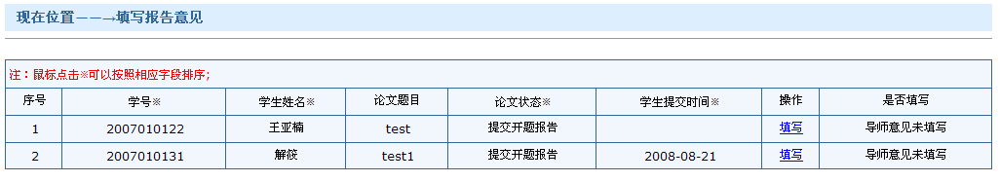 现在位置－－→填写报告意见
注：鼠标点击※可以按照相应字段排序;
序号 学号※ 学生姓名※ 论文题目 论文状态※ 学生提交时间※ 操作 是否填写
1 2007010122 王亚楠 test 提交开题报告 填写 导师意见未填写
2 2007010131 解筱 test1 提交开题报告 2008-08-21 填写 导师意见未填写